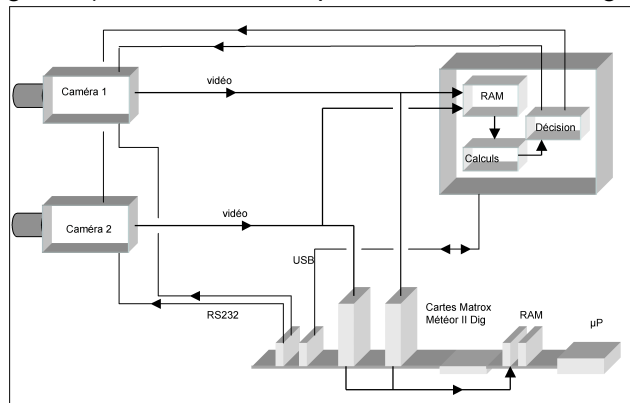 Caméra 1
vidéo
RAM
Décision
Calculs
Caméra 2
vidéo
USB
RS232
Cartes Matrox
Météor II Dig
RAM
µP